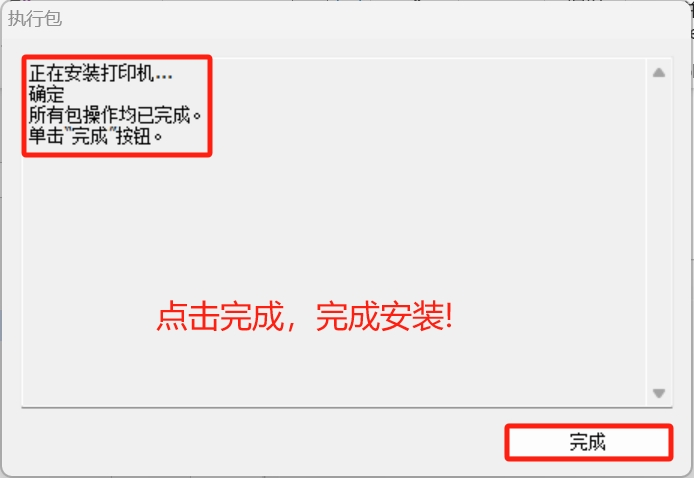 执行包
正在安装打印机...
确定
所有包操作均已完成。
单击"完成"按钮。
点击完成，完成安装!
完成